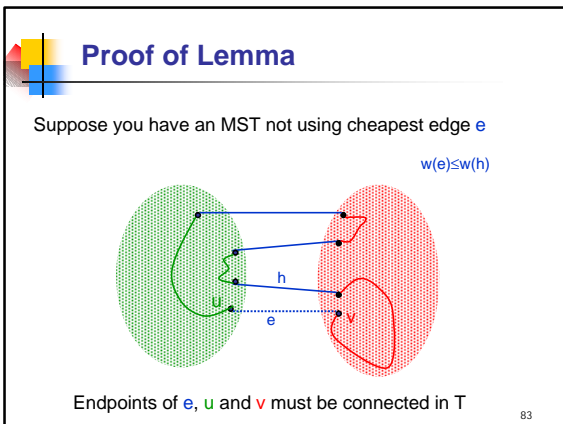 Proof of Lemma
Suppose you have an MST not using cheapest edge e
w(e)≤w(h)
h
u
e
v
Endpoints of e, u and v must be connected in T
83